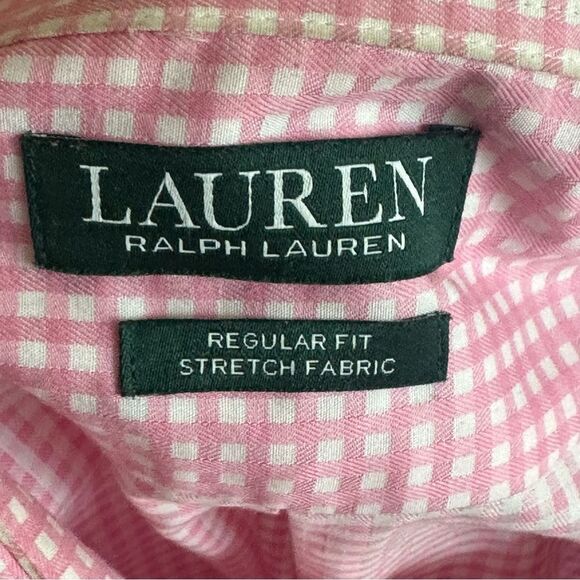 LAUREN
RALPH LAUREN
REGULAR FIT
STRETCH FABRIC